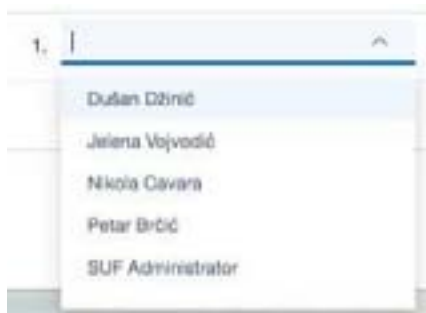 1.
Dušan Džinić
Jelena Vojvodić
Nikola Cavara
Petar Brčić
SUF Administrator